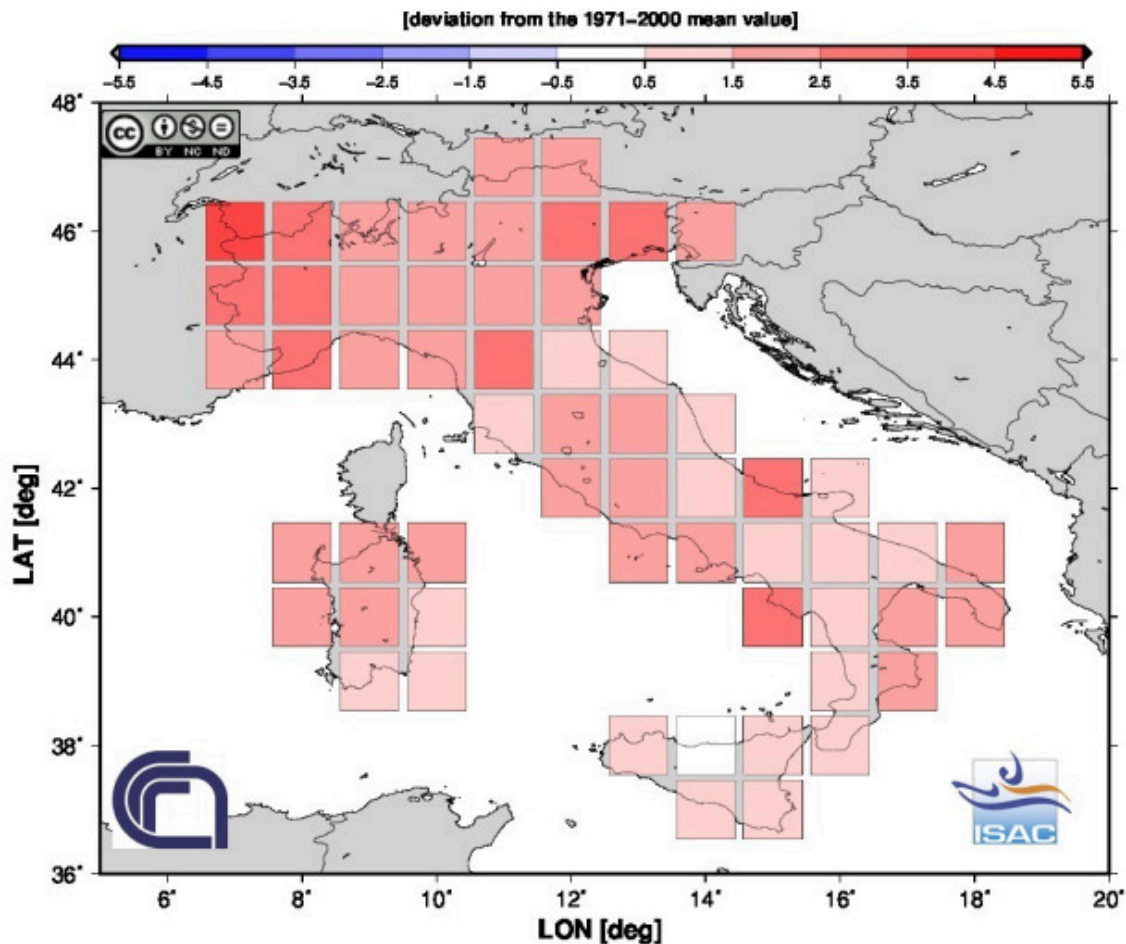 [deviation from the 1971–2000 mean value]
−5.5 −4.5 −3.5 −2.5 −1.5 −0.5 0.5 1.5 2.5 3.5 4.5 5.5
48°
cc
BY NC ND
46°
44°
42°
40°
38°
36°
LAT [deg]
ISAC
6° 8° 10° 12° 14° 16° 18° 20°
LON [deg]